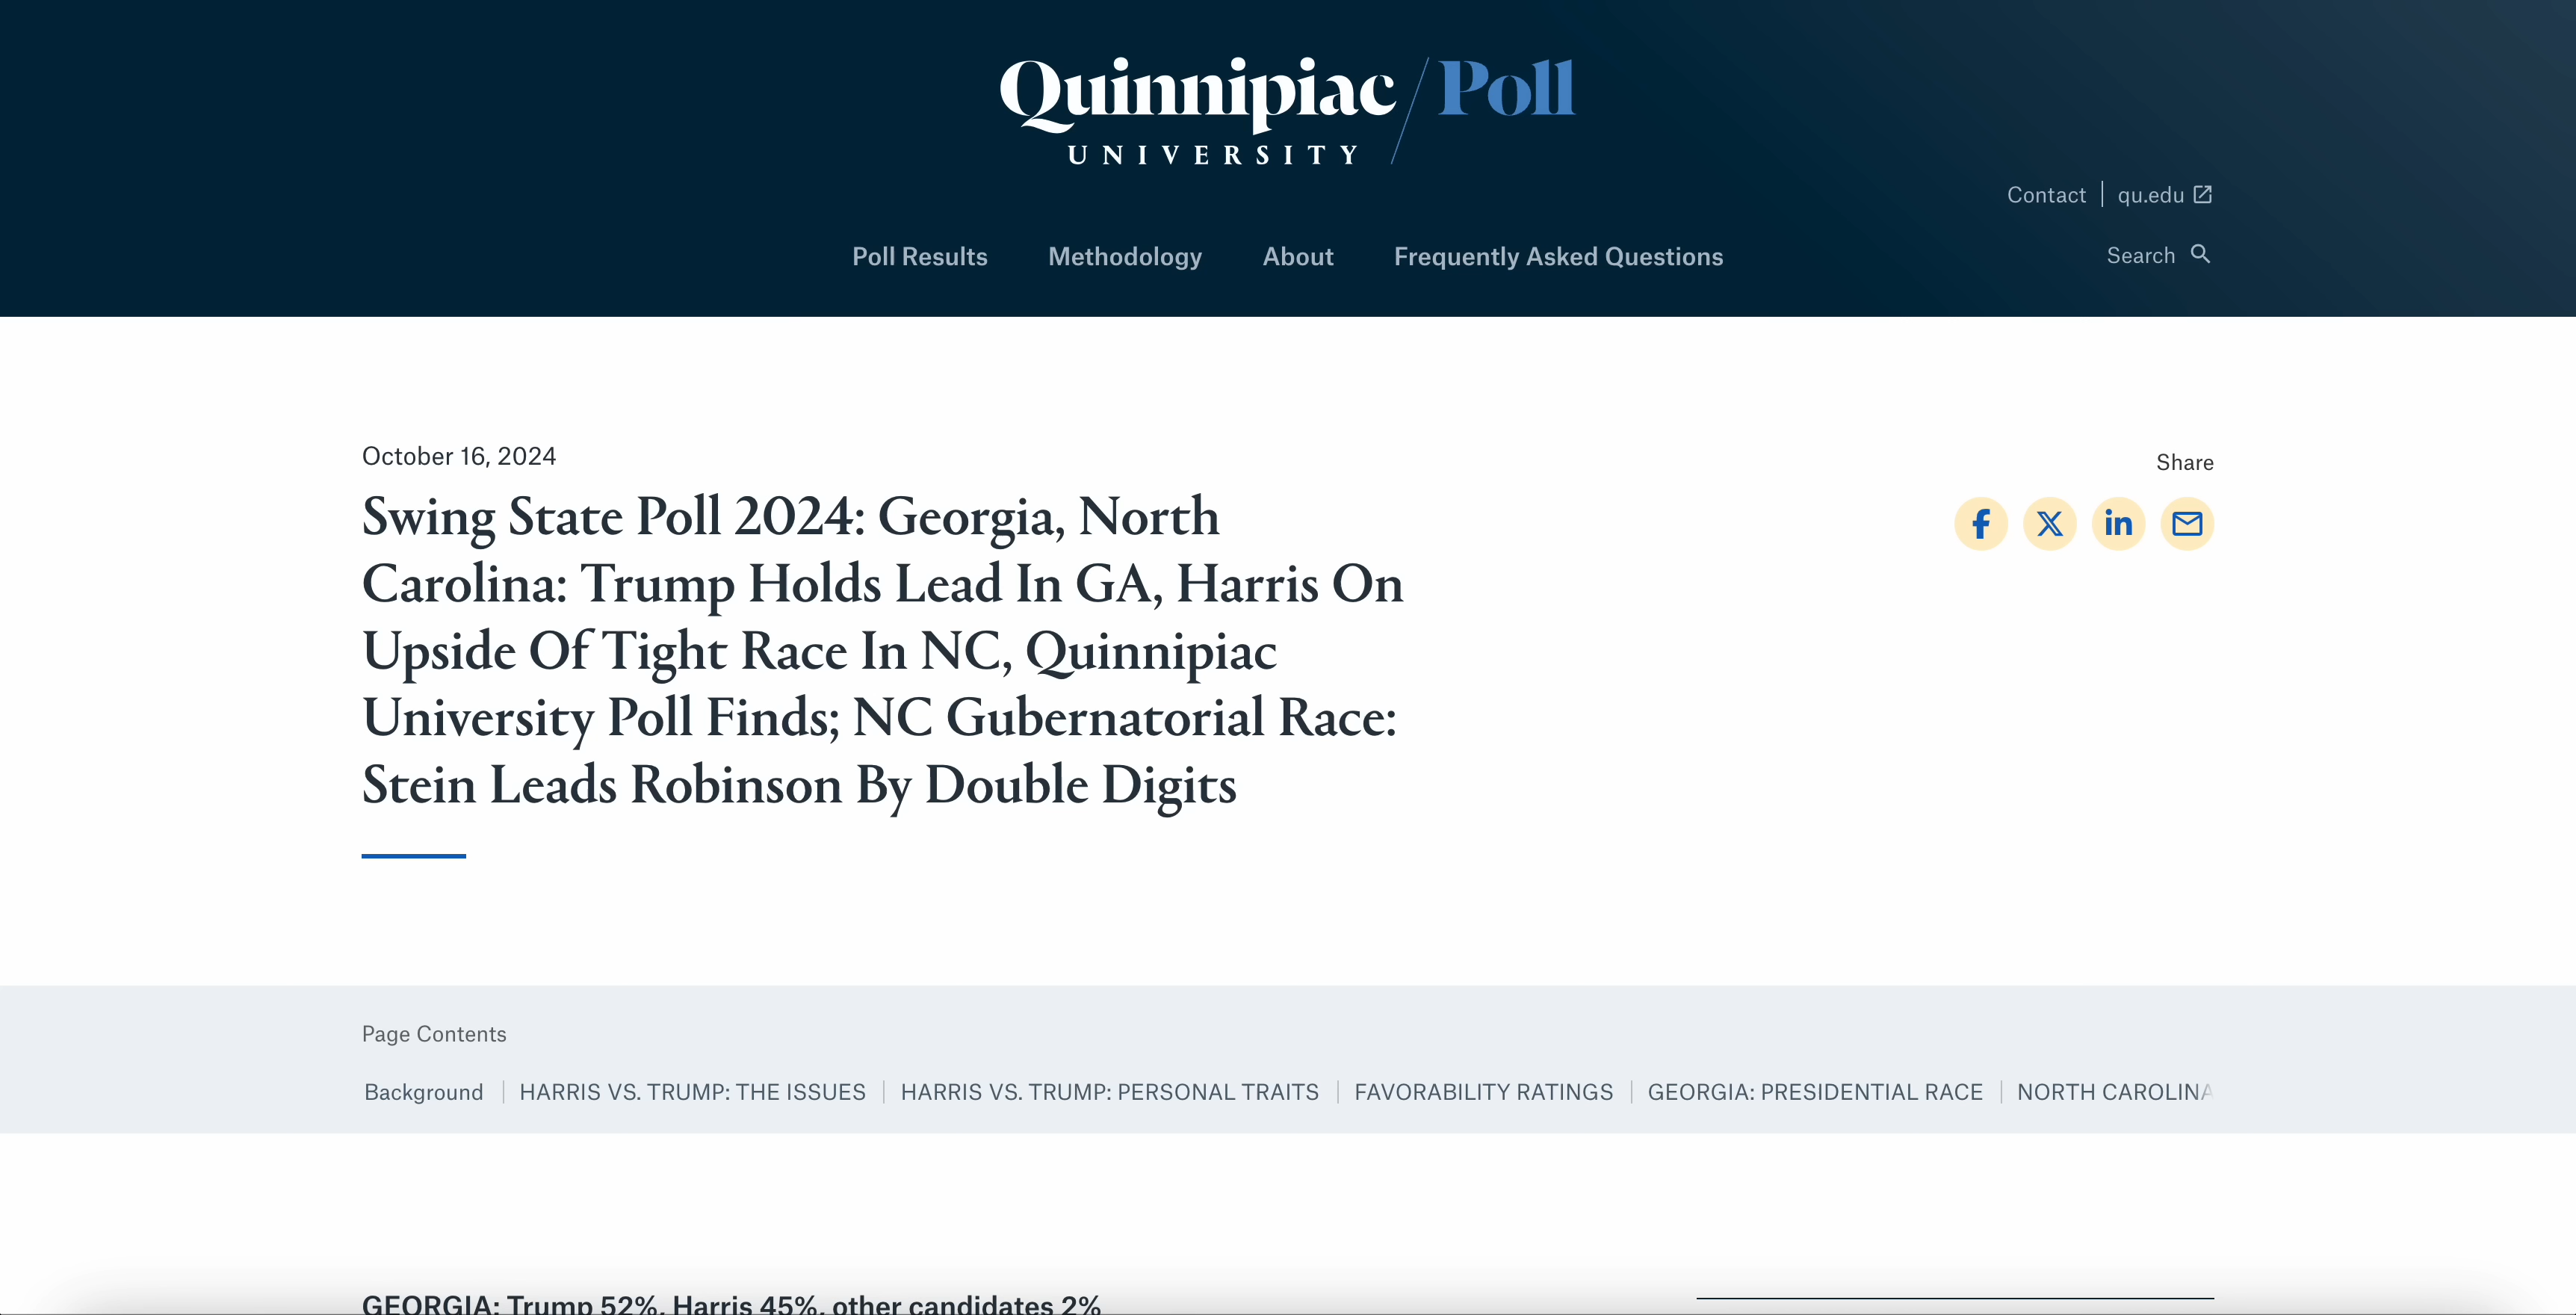 Quinnipiac Poll
UNIVERSITY
Contact qu.edu
Poll Results Methodology About Frequently Asked Questions Search
October 16, 2024
Share
Swing State Poll 2024: Georgia, North
Carolina: Trump Holds Lead In GA, Harris On
Upside Of Tight Race In NC, Quinnipiac
University Poll Finds; NC Gubernatorial Race:
Stein Leads Robinson By Double Digits
Page Contents
Background HARRIS VS. TRUMP: THE ISSUES HARRIS VS. TRUMP: PERSONAL TRAITS FAVORABILITY RATINGS GEORGIA: PRESIDENTIAL RACE NORTH CAROLINA
GEORGIA: Trump 52%, Harris 45%, other candidates 2%